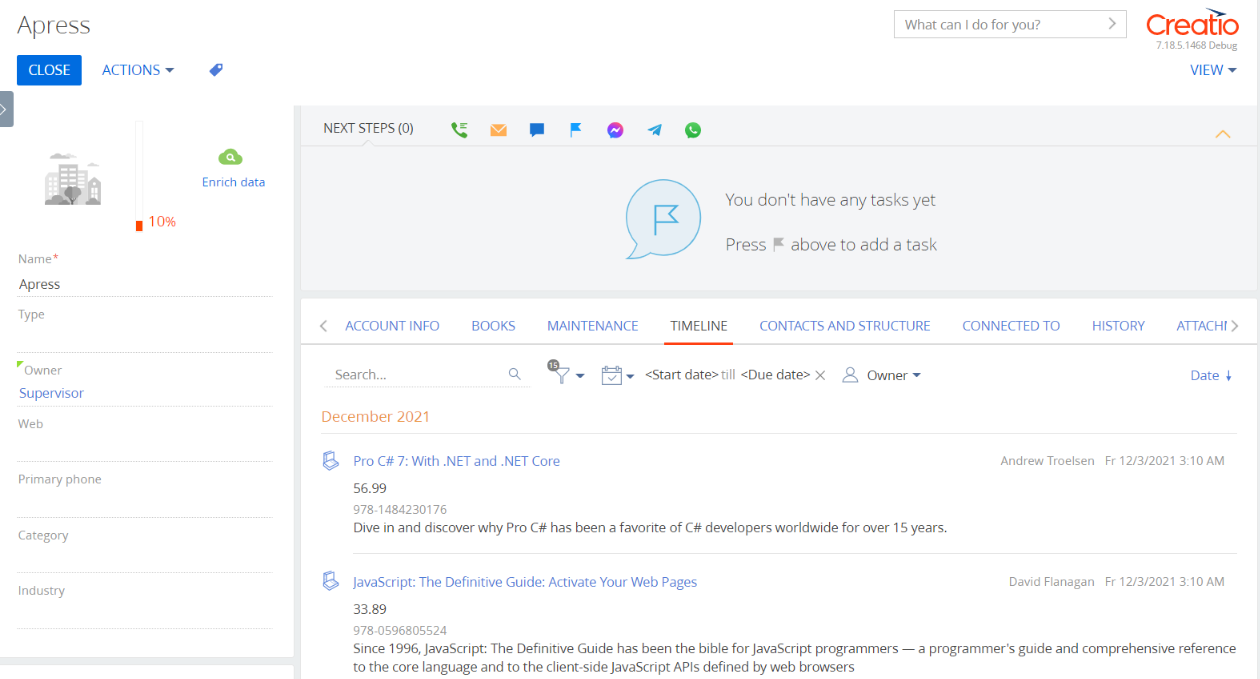 Apress
What can I do for you?
Creatio
7.18.5.1468 Debug
CLOSE ACTIONS
VIEW
NEXT STEPS (0)
Enrich data
10%
You don't have any tasks yet
Press above to add a task
Name*
Apress
Type
Owner
Supervisor
Web
Primary phone
Category
Industry
ACCOUNT INFO BOOKS MAINTENANCE TIMELINE CONTACTS AND STRUCTURE CONNECTED TO HISTORY ATTACHI
Search... 15 <Start date> till <Due date> Owner Date
December 2021
Pro C# 7: With .NET and .NET Core Andrew Troelsen Fr 12/3/2021 3:10 AM
56.99
978-1484230176
Dive in and discover why Pro C# has been a favorite of C# developers worldwide for over 15 years.
JavaScript: The Definitive Guide: Activate Your Web Pages David Flanagan Fr 12/3/2021 3:10 AM
33.89
978-0596805524
Since 1996, JavaScript: The Definitive Guide has been the bible for JavaScript programmers — a programmer's guide and comprehensive reference
to the core language and to the client-side JavaScript APIs defined by web browsers